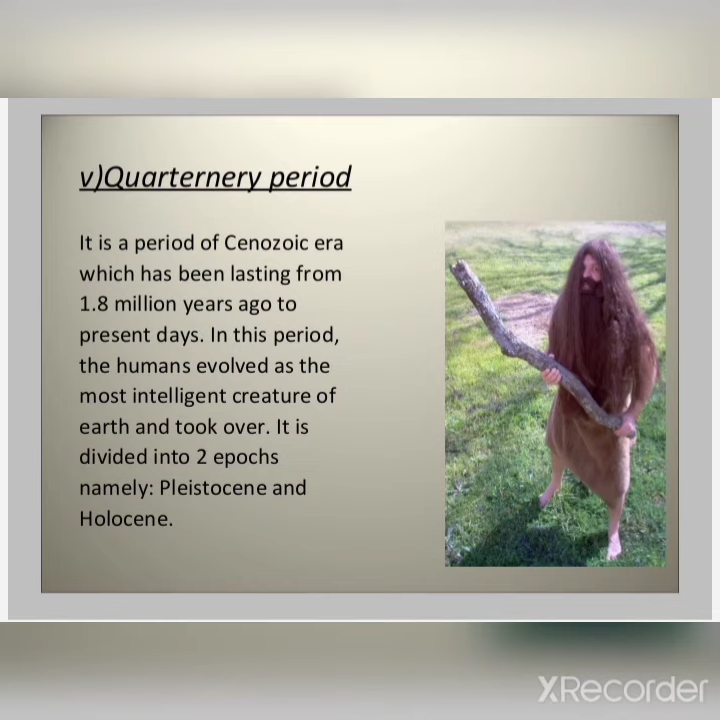 v)Quarternery period
It is a period of Cenozoic era
which has been lasting from
1.8 million years ago to
present days. In this period,
the humans evolved as the
most intelligent creature of
earth and took over. It is
divided into 2 epochs
namely: Pleistocene and
Holocene.
XRecorder